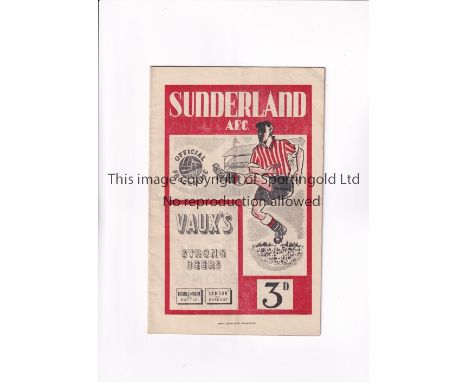 SUNDERLAND
A.F.C.
OFFICIAL
This image is copyright of Sportingold Ltd.
No reproduction allowed
VAUX'S
STRONG
BEERS
3D